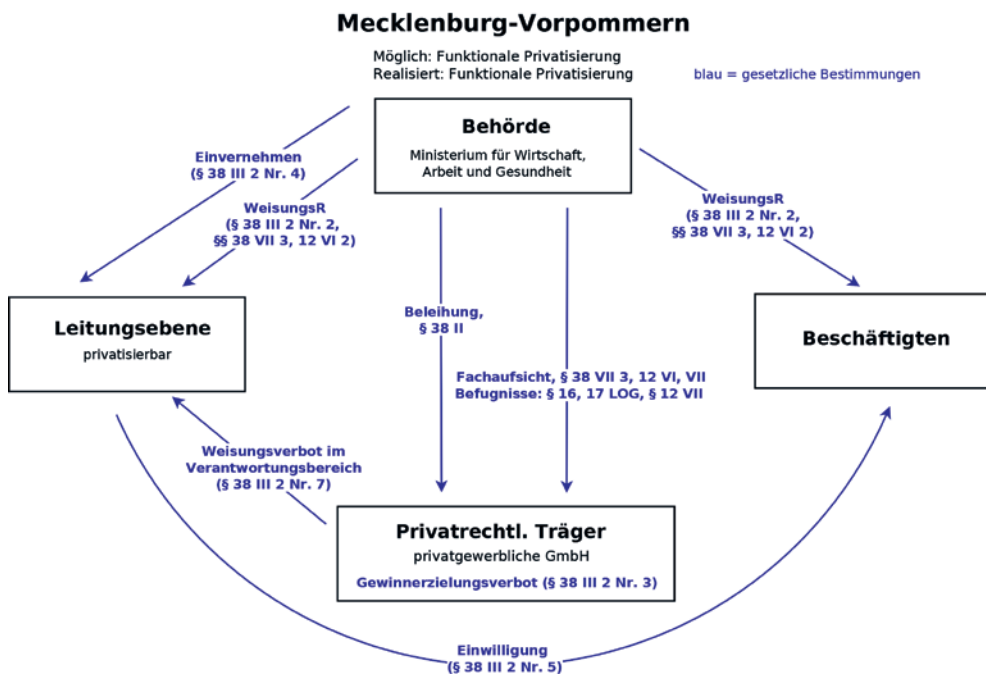 Mecklenburg-Vorpommern
Möglich: Funktionale Privatisierung
Realisiert: Funktionale Privatisierung
blau = gesetzliche Bestimmungen
Behörde
Ministerium für Wirtschaft,
Arbeit und Gesundheit
Einvernehmen
(§ 38 III 2 Nr. 4)
WeisungsR
(§ 38 III 2 Nr. 2,
§§ 38 VII 3, 12 VI 2)
WeisungsR
(§ 38 III 2 Nr. 2,
§§ 38 VII 3, 12 VI 2)
Leitungsebene
privatisierbar
Beleihung,
§ 38 II
Beschäftigten
Fachaufsicht, § 38 VII 3, 12 VI, VII
Befugnisse: § 16, 17 LOG, § 12 VII
Weisungsverbot im
Verantwortungsbereich
(§ 38 III 2 Nr. 7)
Privatrechtl. Träger
privatgewerbliche GmbH
Gewinnerzielungsverbot (§ 38 III 2 Nr. 3)
Einwilligung
(§ 38 III 2 Nr. 5)